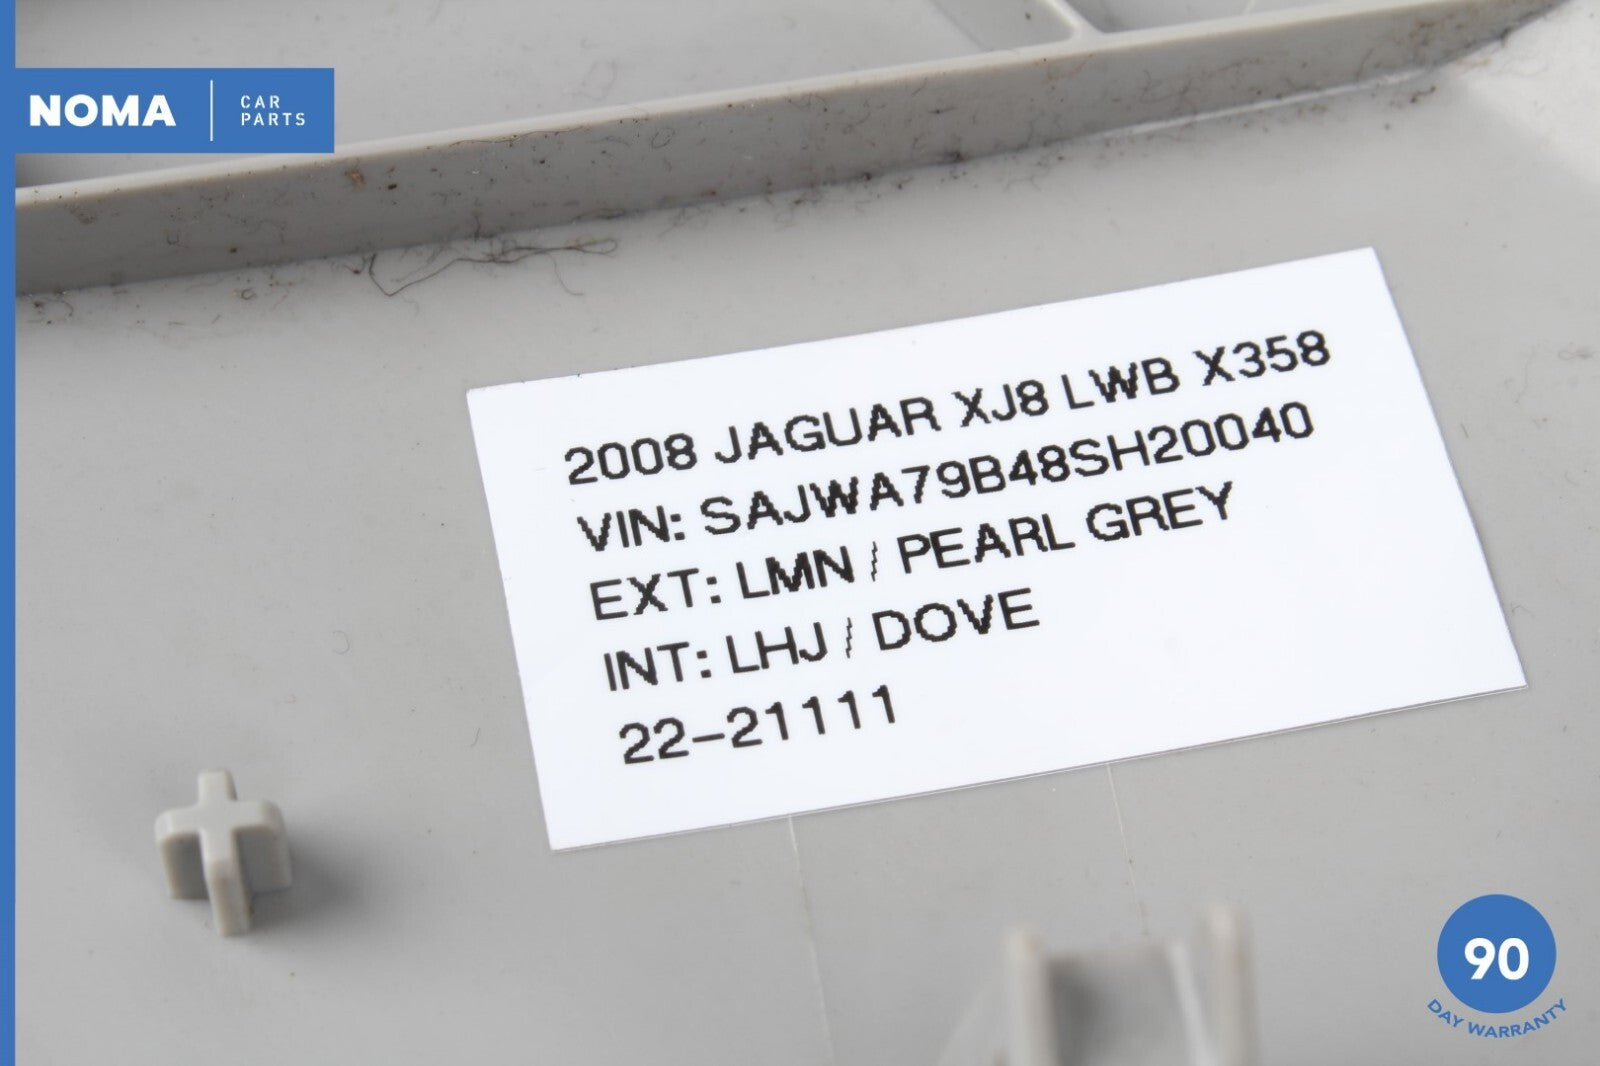 NOMA
CAR
PARTS
2008 JAGUAR XJ8 LWB X358
VIN: SAJWA79B48SH20040
EXT: LMN / PEARL GREY
INT: LHJ / DOVE
22-21111
90
DAY WARRANTY